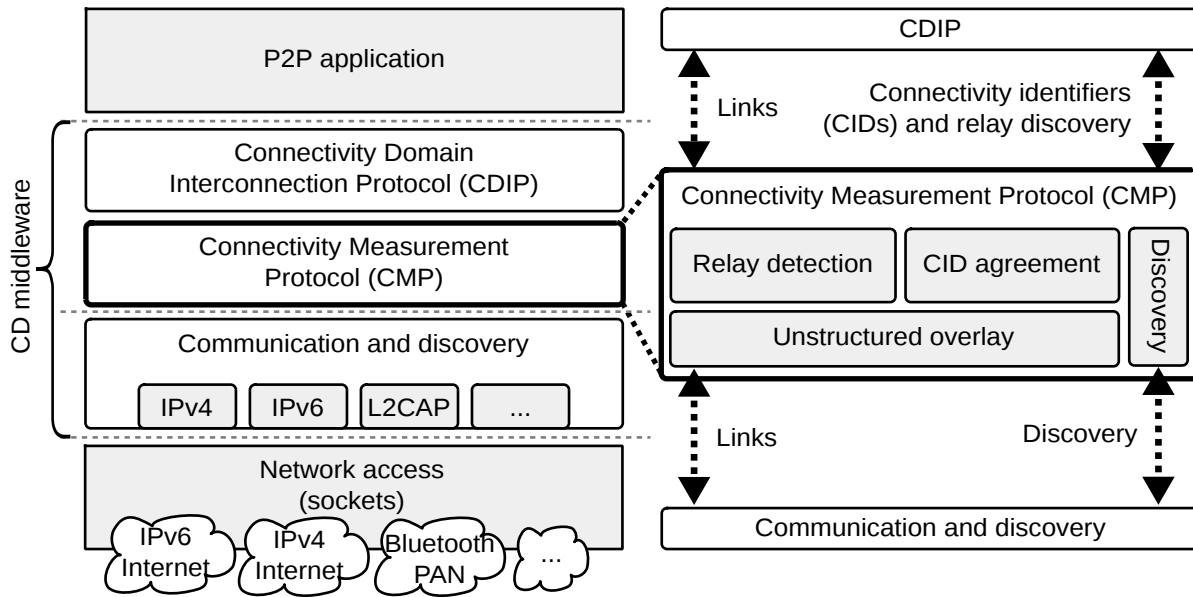 P2P application
CD middleware
Connectivity Domain
Interconnection Protocol (CDIP)
Connectivity Measurement
Protocol (CMP)
Communication and discovery
IPv4
IPv6
L2CAP
...
Network access
(sockets)
IPv6
Internet
IPv4
Internet
Bluetooth
PAN
...
CDIP
Links
Connectivity identifiers
(CIDs) and relay discovery
Connectivity Measurement Protocol (CMP)
Relay detection
CID agreement
Discovery
Unstructured overlay
Links
Discovery
Communication and discovery